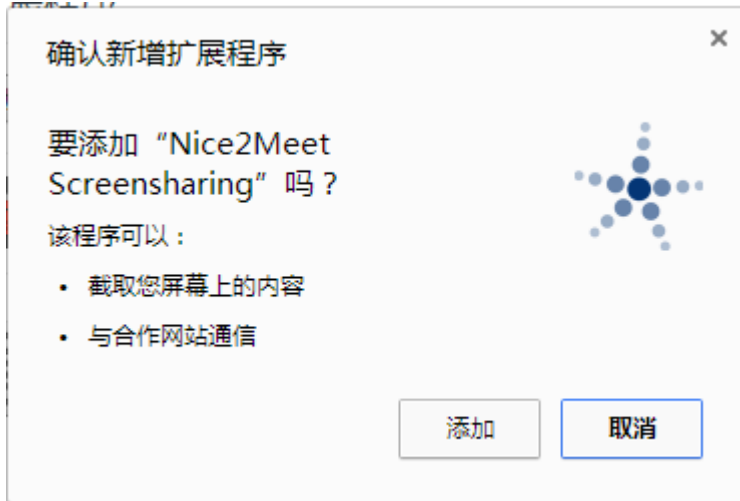 确认新增扩展程序
要添加“Nice2Meet
Screensharing”吗？
该程序可以：
• 截取您屏幕上的内容
• 与合作网站通信
添加
取消